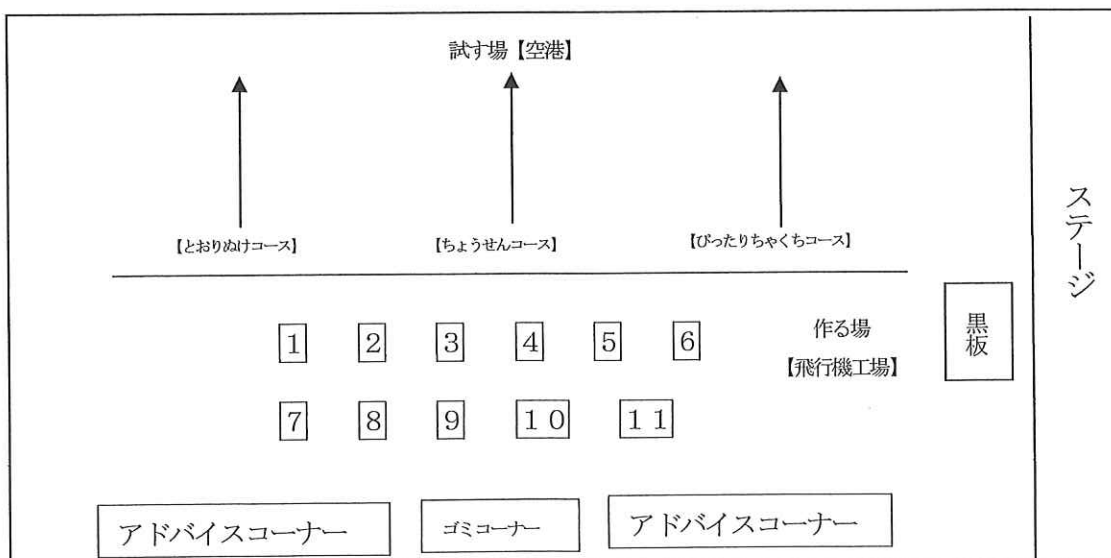 試す場【空港】
【とおりぬけコース】
【ちょうせんコース】
【ぴったりちゃくちコース】
1
2
3
4
5
6
作る場
【飛行機工場】
黒板
ステージ
7
8
9
10
11
アドバイスコーナー
ゴミコーナー
アドバイスコーナー